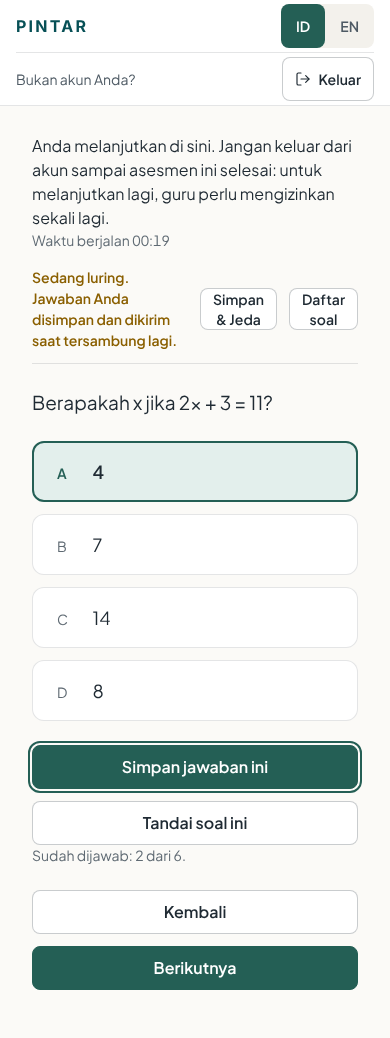 PINTAR
ID
EN
Bukan akun Anda?
Keluar
Anda melanjutkan di sini. Jangan keluar dari
akun sampai asesmen ini selesai: untuk
melanjutkan lagi, guru perlu mengizinkan
sekali lagi.
Waktu berjalan 00:19
Sedang luring.
Jawaban Anda
disimpan dan dikirim
saat tersambung lagi.
Simpan
& Jeda
Daftar
soal
Berapakah x jika 2x + 3 = 11?
A 4
B 7
C 14
D 8
Simpan jawaban ini
Tandai soal ini
Sudah dijawab: 2 dari 6.
Kembali
Berikutnya